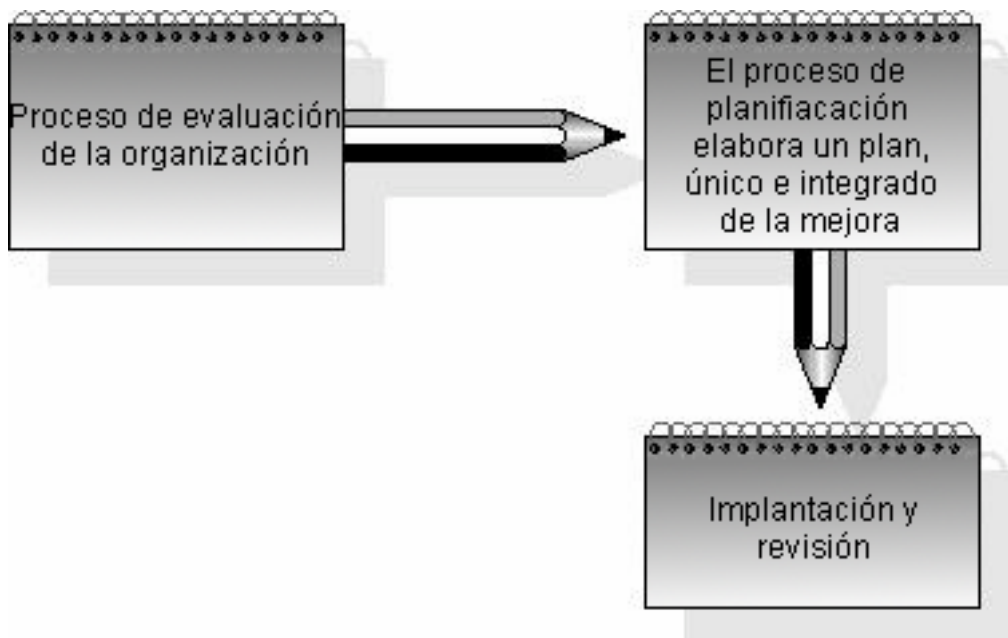 Proceso de evaluación
de la organización
El proceso de
planifiacación
elabora un plan,
único e integrado
de la mejora
Implantación y
revisión